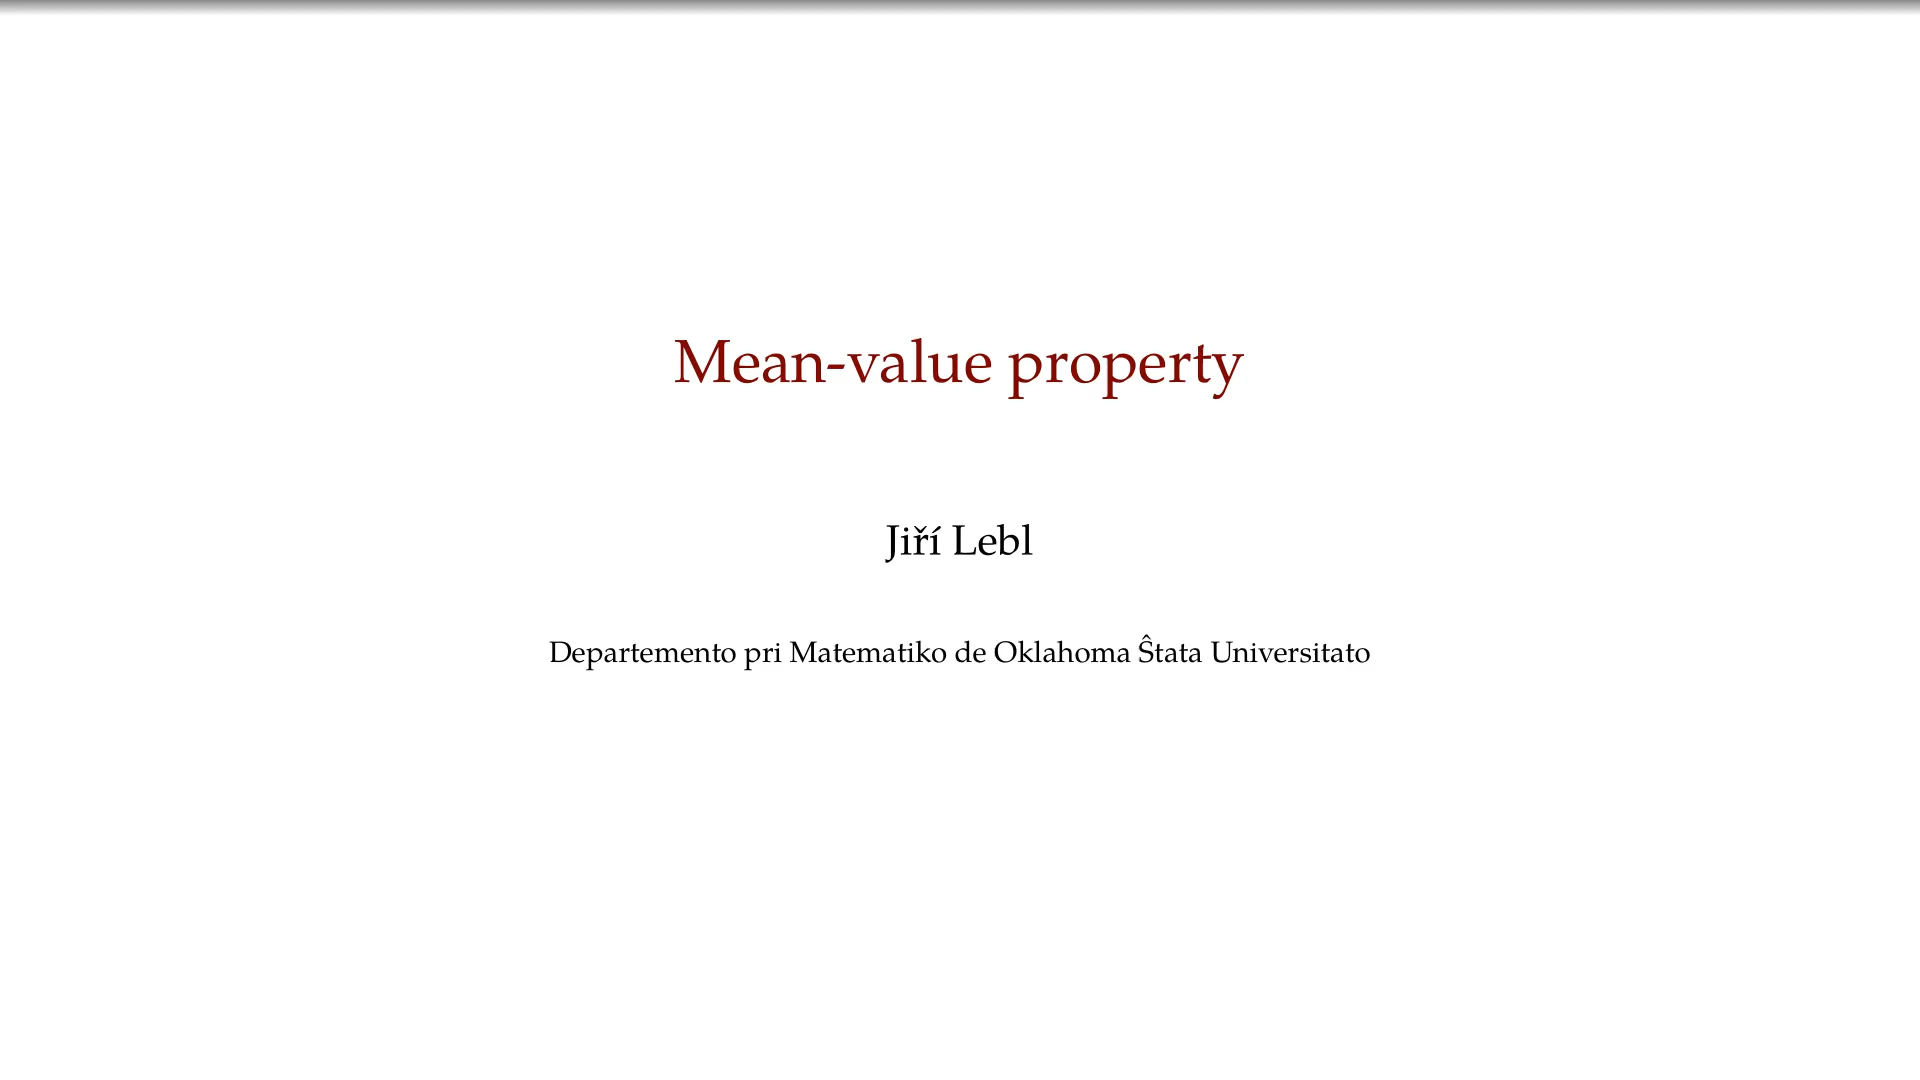 Mean-value property
Jiří Lebl
Departemento pri Matematiko de Oklahoma Ŝtata Universitato